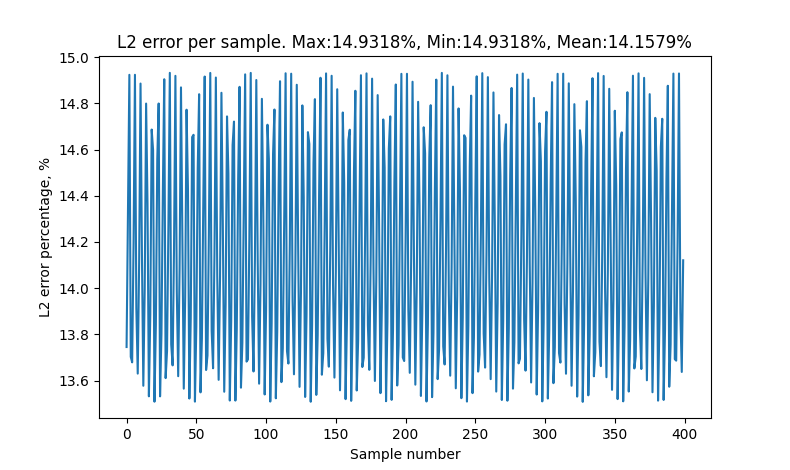 L2 error per sample. Max:14.9318%, Min:14.9318%, Mean:14.1579%
15.0
14.8
14.6
14.4
14.2
14.0
13.8
13.6
L2 error percentage, %
0 50 100 150 200 250 300 350 400
Sample number